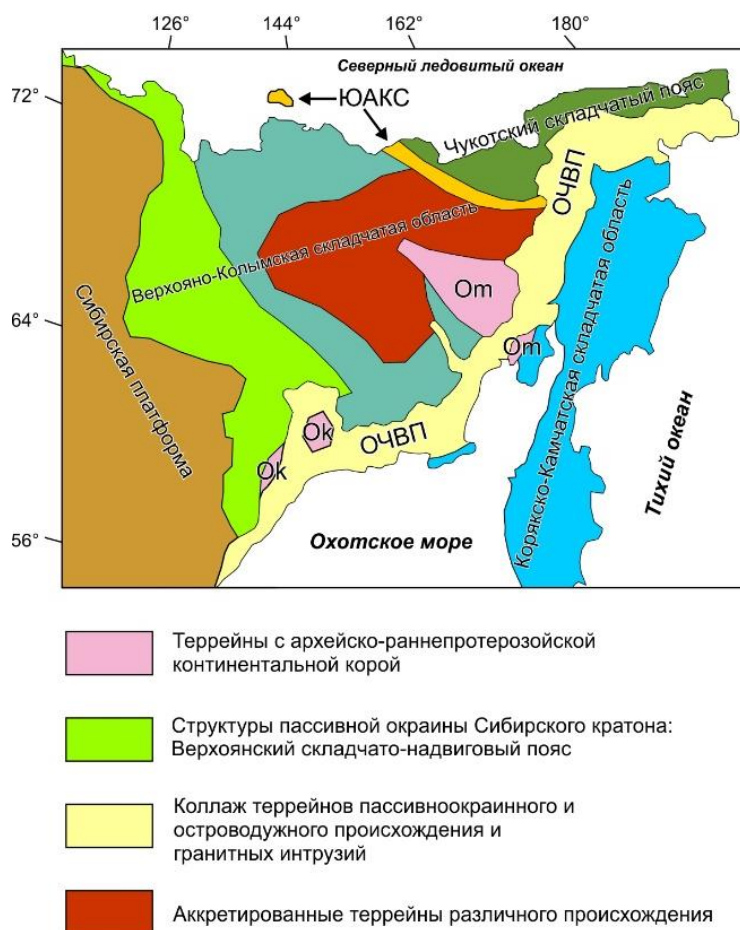 126° 144° 162° 180°
Северный ледовитый океан
72°
ЮАКС
Чукотский складчатый пояс
ОЧВП
Верхояно-Колымская складчатая область
Om
64°
Om
Сибирская платформа
Корякско-Камчатская складчатая область
Тихий океан
Ok
ОЧВП
Ok
56°
Охотское море
Террейны с архейско-раннепротерозойской
континентальной корой
Структуры пассивной окраины Сибирского кратона:
Верхоянский складчато-надвиговый пояс
Коллаж террейнов пассивноокраинного и
островодужного происхождения и
гранитных интрузий
Аккретированные террейны различного происхождения